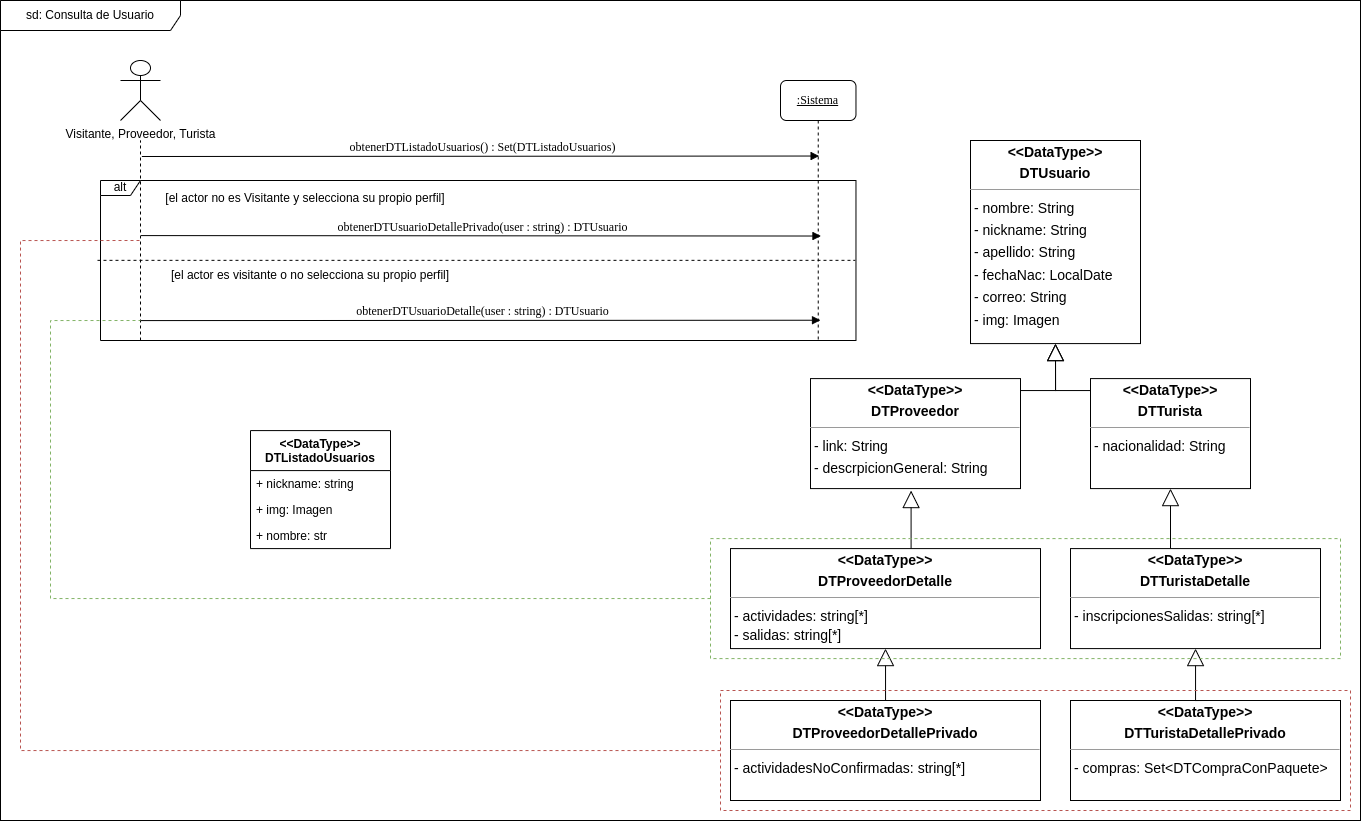 sd: Consulta de Usuario
Visitante, Proveedor, Turista
:Sistema
obtenerDTListadoUsuarios() : Set(DTListadoUsuarios)
alt
[el actor no es Visitante y selecciona su propio perfil]
obtenerDTUsuarioDetallePrivado(user : string) : DTUsuario
[el actor es visitante o no selecciona su propio perfil]
obtenerDTUsuarioDetalle(user : string) : DTUsuario
<<DataType>>
DTUsuario
- nombre: String
- nickname: String
- apellido: String
- fechaNac: LocalDate
- correo: String
- img: Imagen
<<DataType>>
DTProveedor
- link: String
- descrpicionGeneral: String
<<DataType>>
DTTurista
- nacionalidad: String
<<DataType>>
DTListadoUsuarios
+ nickname: string
+ img: Imagen
+ nombre: str
<<DataType>>
DTProveedorDetalle
- actividades: string[*]
- salidas: string[*]
<<DataType>>
DTTuristaDetalle
- inscripcionesSalidas: string[*]
<<DataType>>
DTProveedorDetallePrivado
- actividadesNoConfirmadas: string[*]
<<DataType>>
DTTuristaDetallePrivado
- compras: Set<DTCompraConPaquete>